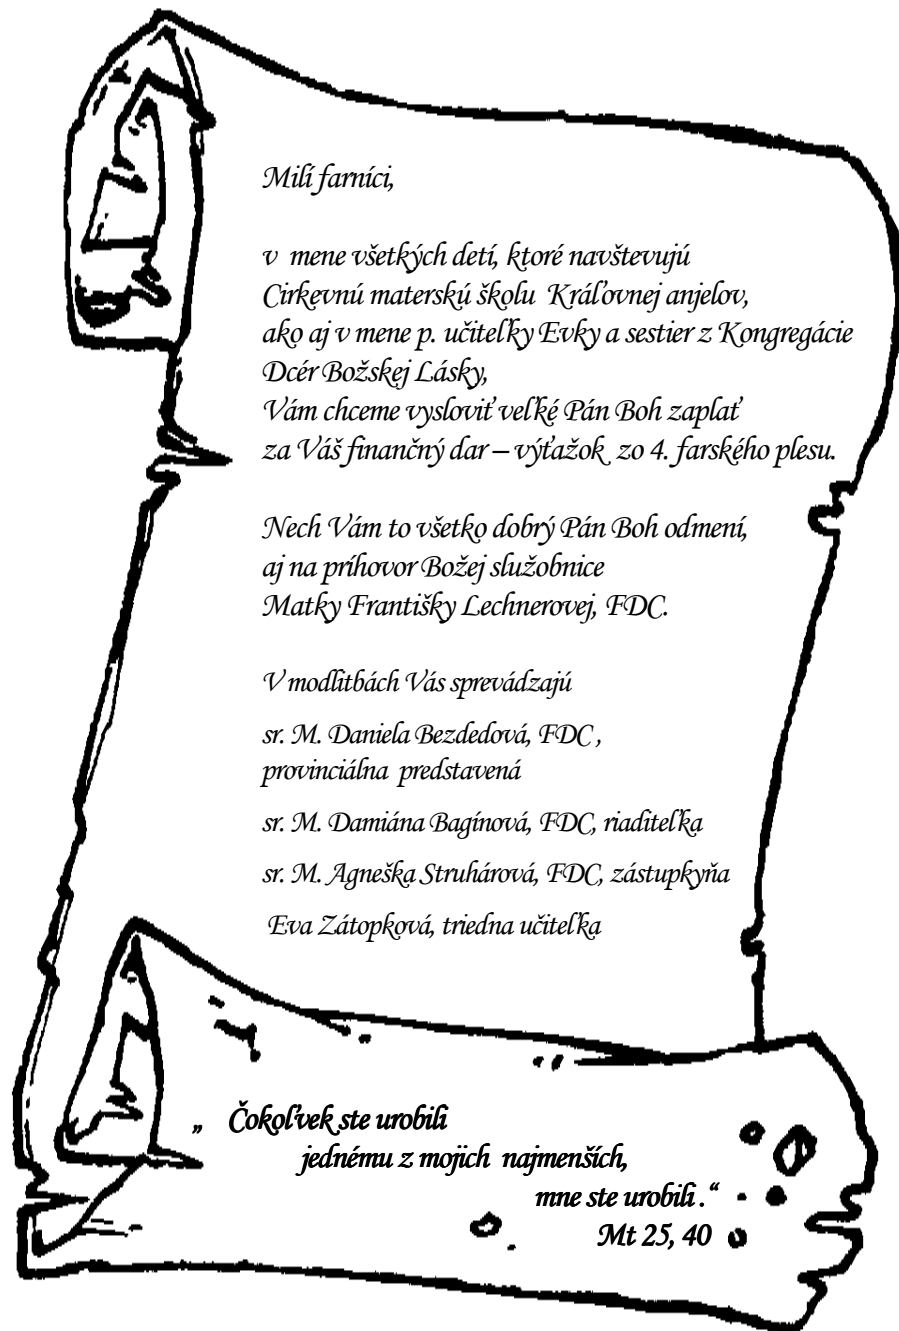 Milí farníci,
v mene všetkých detí, ktoré navštevujú
Cirkevnú materskú školu Kráľovnej anjelov,
ako aj v mene p. učiteľky Evky a sestier z Kongregácie
Dcér Božskej Lásky,
Vám chceme vysloviť veľké Pán Boh zaplať
za Váš finančný dar – výťažok zo 4. farského plesu.
Nech Vám to všetko dobrý Pán Boh odmení,
aj na príhovor Božej služobnice
Matky Františky Lechnerovej, FDC.
V modlitbách Vás sprevádzajú
sr. M. Daniela Bezdedová, FDC ,
provinciálna predstavená
sr. M. Damiána Bagínová, FDC, riaditeľka
sr. M. Agneška Struhárová, FDC, zástupkyňa
Eva Zátopková, triedna učiteľka
„ Čokoľvek ste urobili
jednému z mojich najmenších,
mne ste urobili .“
Mt 25, 40